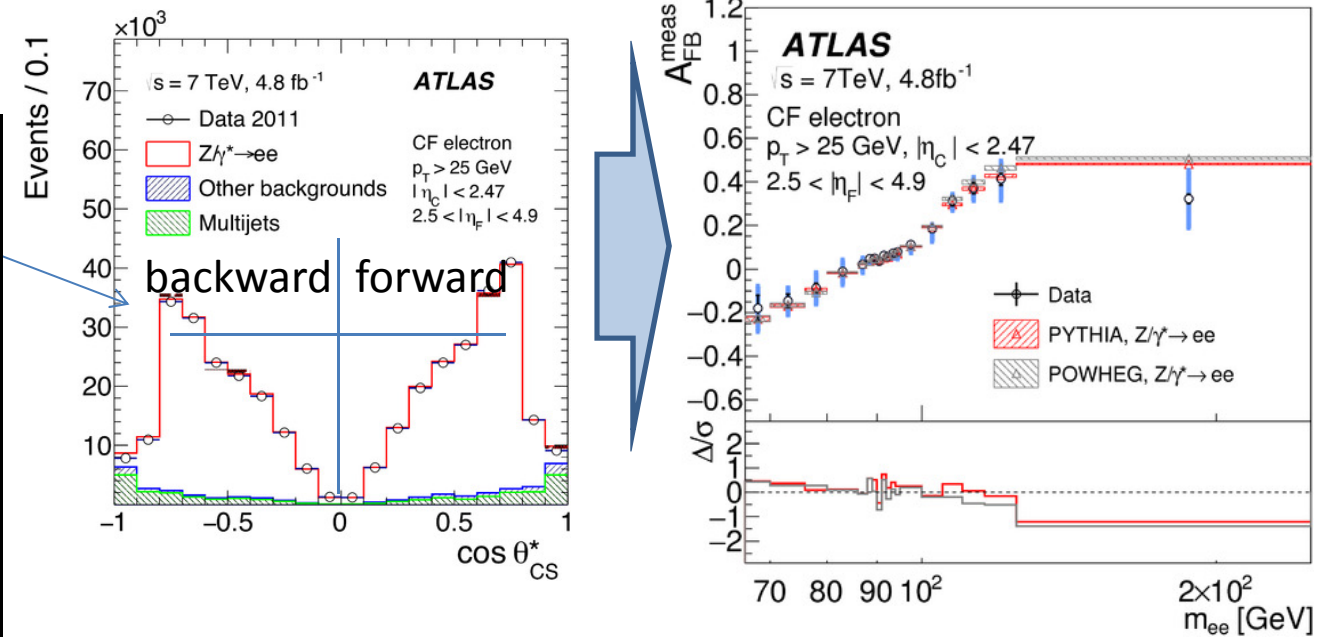 ×10³
Events / 0.1
70
60
50
40
30
20
10
√s = 7 TeV, 4.8 fb⁻¹
ATLAS
Data 2011
Z/γ*→ee
Other backgrounds
Multijets
CF electron
p_T > 25 GeV
|η_C| < 2.47
2.5 < |η_F| < 4.9
backward forward
-1 -0.5 0 0.5 1
cos θ*_CS
A_FB^meas
1.2
1
0.8
0.6
0.4
0.2
0
-0.2
-0.4
-0.6
ATLAS
√s = 7TeV, 4.8fb⁻¹
CF electron
p_T > 25 GeV, |η_C| < 2.47
2.5 < |η_F| < 4.9
Data
PYTHIA, Z/γ*→ ee
POWHEG, Z/γ*→ ee
Δ/σ
2
1
0
-1
-2
70 80 90 10² 2×10²
m_ee [GeV]